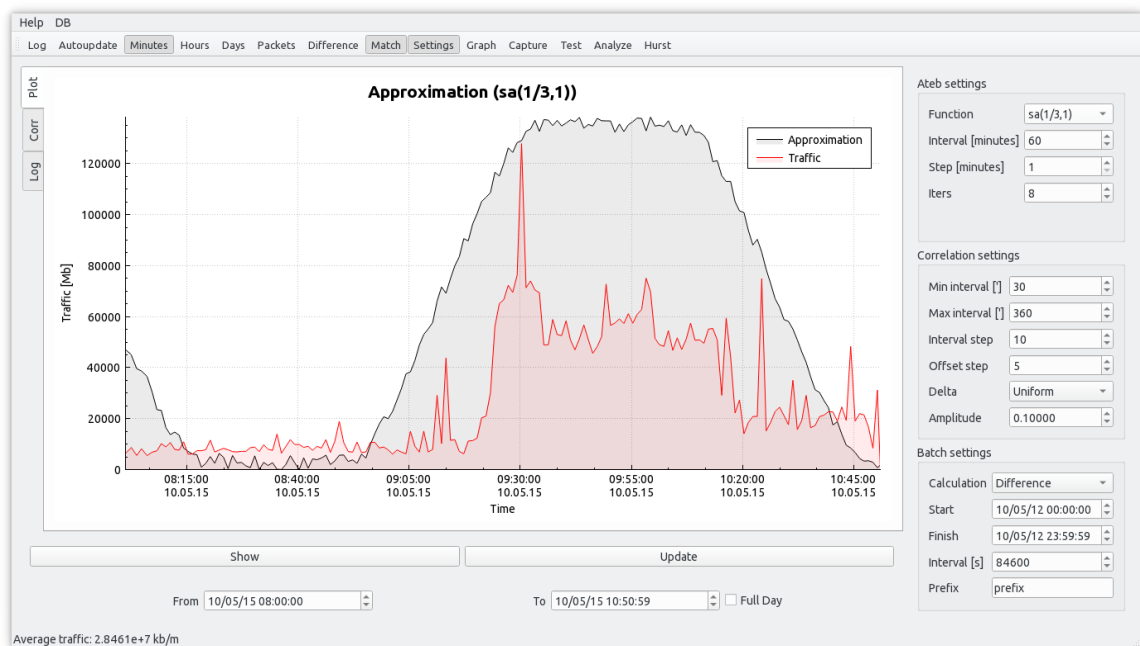 Help DB
Log Autoupdate Minutes Hours Days Packets Difference Match Settings Graph Capture Test Analyze Hurst
Plot
Corr
Log
Approximation (sa(1/3,1))
Approximation
Traffic
Traffic [Mb]
120000
100000
80000
60000
40000
20000
0
08:15:00 08:40:00 09:05:00 09:30:00 09:55:00 10:20:00 10:45:00
10.05.15 10.05.15 10.05.15 10.05.15 10.05.15 10.05.15 10.05.15
Time
Show Update
From 10/05/15 08:00:00 To 10/05/15 10:50:59 Full Day
Average traffic: 2.8461e+7 kb/m
Ateb settings
Function sa(1/3,1)
Interval [minutes] 60
Step [minutes] 1
Iters 8
Correlation settings
Min interval ['] 30
Max interval ['] 360
Interval step 10
Offset step 5
Delta Uniform
Amplitude 0.10000
Batch settings
Calculation Difference
Start 10/05/12 00:00:00
Finish 10/05/12 23:59:59
Interval [s] 84600
Prefix prefix